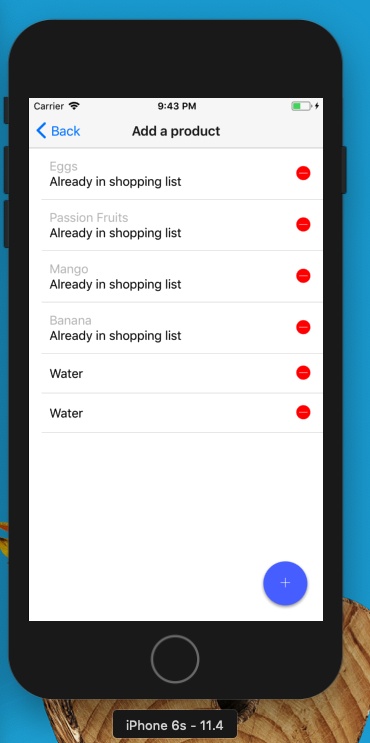 Carrier 9:43 PM
Back Add a product
Eggs
Already in shopping list
Passion Fruits
Already in shopping list
Mango
Already in shopping list
Banana
Already in shopping list
Water
Water
+
iPhone 6s - 11.4